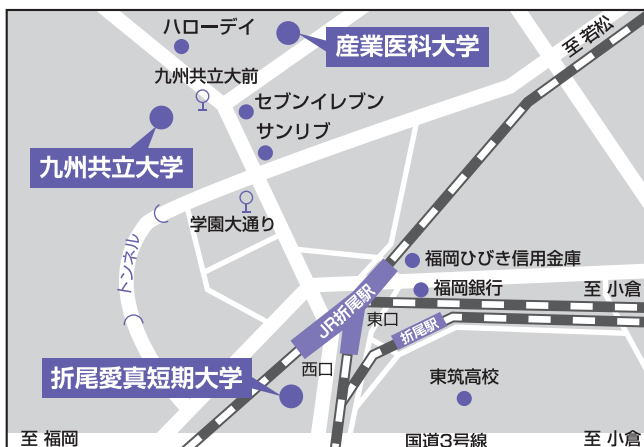 ハローデイ
産業医科大学
至 若松
九州共立大前
セブンイレブン
サンリブ
九州共立大学
学園大通り
トンネル
福岡ひびき信用金庫
福岡銀行
至 小倉
JR折尾駅
東口
折尾駅
西口
折尾愛真短期大学
東筑高校
至 福岡
国道3号線
至 小倉